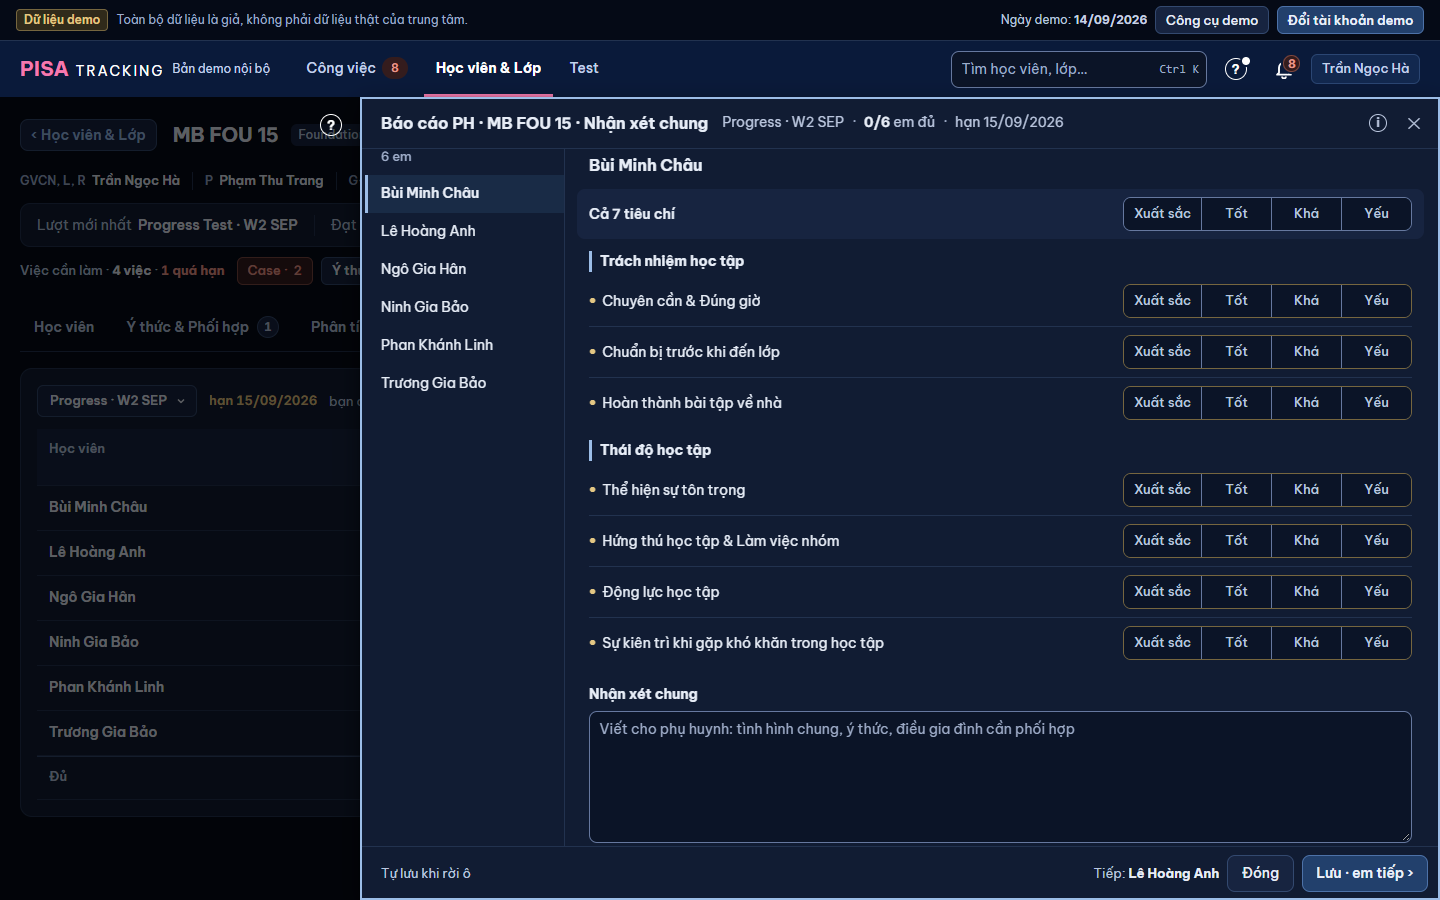 Dữ liệu demo Toàn bộ dữ liệu là giả, không phải dữ liệu thật của trung tâm. Ngày demo: 14/09/2026 Công cụ demo Đổi tài khoản demo
PISA TRACKING Bản demo nội bộ Công việc 8 Học viên & Lớp Test Tìm học viên, lớp... Ctrl K ? 8 Trần Ngọc Hà
‹ Học viên & Lớp MB FOU 15 Foundation ?
GVCN, L, R Trần Ngọc Hà P Phạm Thu Trang G
Lượt mới nhất Progress Test · W2 SEP Đạt
Việc cần làm · 4 việc · 1 quá hạn Case · 2 Ý th
Học viên Ý thức & Phối hợp 1 Phân tí
Progress · W2 SEP hạn 15/09/2026 bạn
Học viên
Bùi Minh Châu
Lê Hoàng Anh
Ngô Gia Hân
Ninh Gia Bảo
Phan Khánh Linh
Trương Gia Bảo
Đủ
Báo cáo PH · MB FOU 15 · Nhận xét chung Progress · W2 SEP · 0/6 em đủ · hạn 15/09/2026
6 em
Bùi Minh Châu
Lê Hoàng Anh
Ngô Gia Hân
Ninh Gia Bảo
Phan Khánh Linh
Trương Gia Bảo
Bùi Minh Châu
Cả 7 tiêu chí Xuất sắc Tốt Khá Yếu
Trách nhiệm học tập
• Chuyên cần & Đúng giờ Xuất sắc Tốt Khá Yếu
• Chuẩn bị trước khi đến lớp Xuất sắc Tốt Khá Yếu
• Hoàn thành bài tập về nhà Xuất sắc Tốt Khá Yếu
Thái độ học tập
• Thể hiện sự tôn trọng Xuất sắc Tốt Khá Yếu
• Hứng thú học tập & Làm việc nhóm Xuất sắc Tốt Khá Yếu
• Động lực học tập Xuất sắc Tốt Khá Yếu
• Sự kiên trì khi gặp khó khăn trong học tập Xuất sắc Tốt Khá Yếu
Nhận xét chung
Viết cho phụ huynh: tình hình chung, ý thức, điều gia đình cần phối hợp
Tự lưu khi rời ô Tiếp: Lê Hoàng Anh Đóng Lưu · em tiếp ›